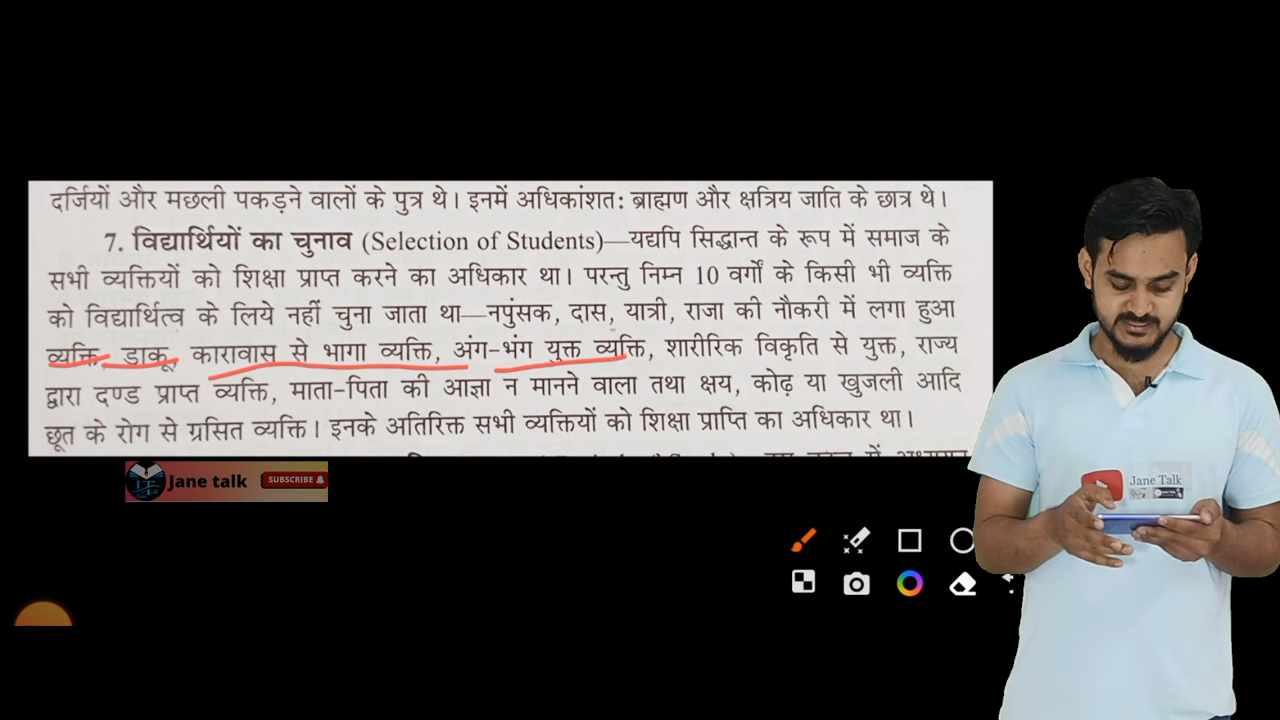 दर्जियों और मछली पकड़ने वालों के पुत्र थे। इनमें अधिकांशत: ब्राह्मण और क्षत्रिय जाति के छात्र थे।
7. विद्यार्थियों का चुनाव (Selection of Students)—यद्यपि सिद्धान्त के रूप में समाज के
सभी व्यक्तियों को शिक्षा प्राप्त करने का अधिकार था। परन्तु निम्न 10 वर्गों के किसी भी व्यक्ति
को विद्यार्थित्व के लिये नहीं चुना जाता था—नपुंसक, दास, यात्री, राजा की नौकरी में लगा हुआ
व्यक्ति, डाकू, कारावास से भागा व्यक्ति, अंग-भंग युक्त व्यक्ति, शारीरिक विकृति से युक्त, राज्य
द्वारा दण्ड प्राप्त व्यक्ति, माता-पिता की आज्ञा न मानने वाला तथा क्षय, कोढ़ या खुजली आदि
छूत के रोग से ग्रसित व्यक्ति। इनके अतिरिक्त सभी व्यक्तियों को शिक्षा प्राप्ति का अधिकार था।
Jane talk
SUBSCRIBE
Jane Talk